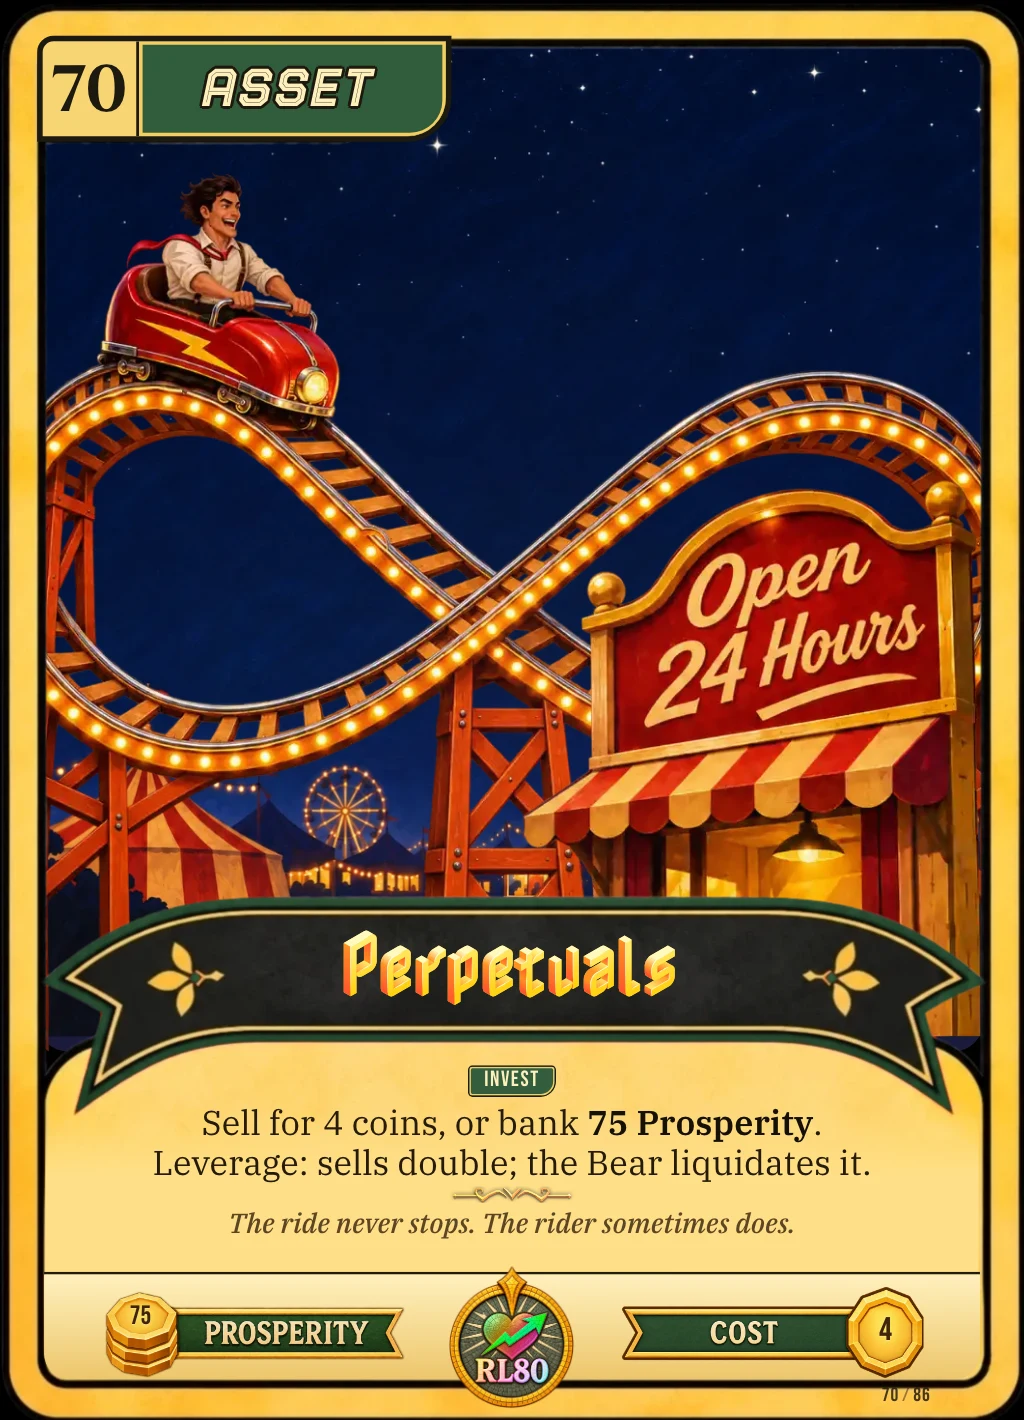 70
ASSET
Open
24 Hours
Perpetuals
INVEST
Sell for 4 coins, or bank 75 Prosperity.
Leverage: sells double; the Bear liquidates it.
The ride never stops. The rider sometimes does.
75
PROSPERITY
RL80
COST
4
70 / 86